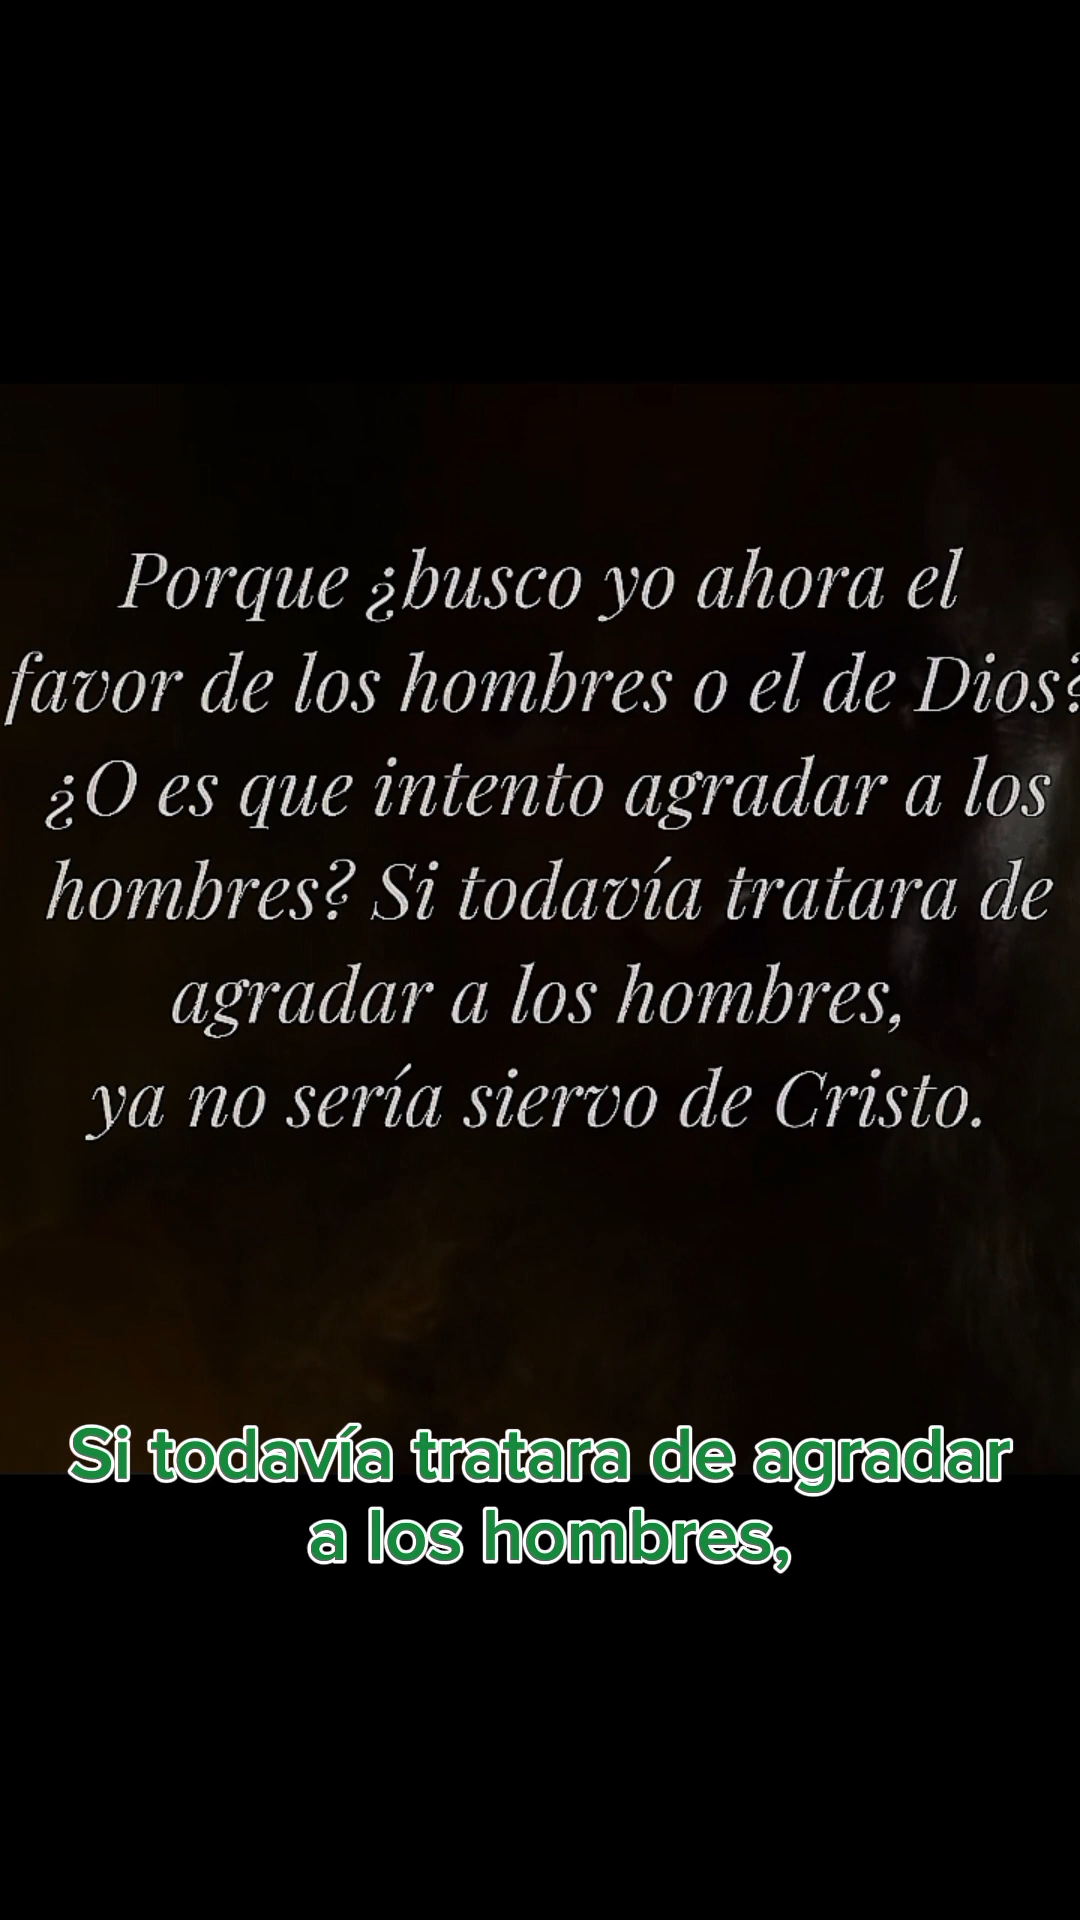 Porque ¿busco yo ahora el
favor de los hombres o el de Dios?
¿O es que intento agradar a los
hombres? Si todavía tratara de
agradar a los hombres,
ya no sería siervo de Cristo.
Si todavía tratara de agradar
a los hombres,